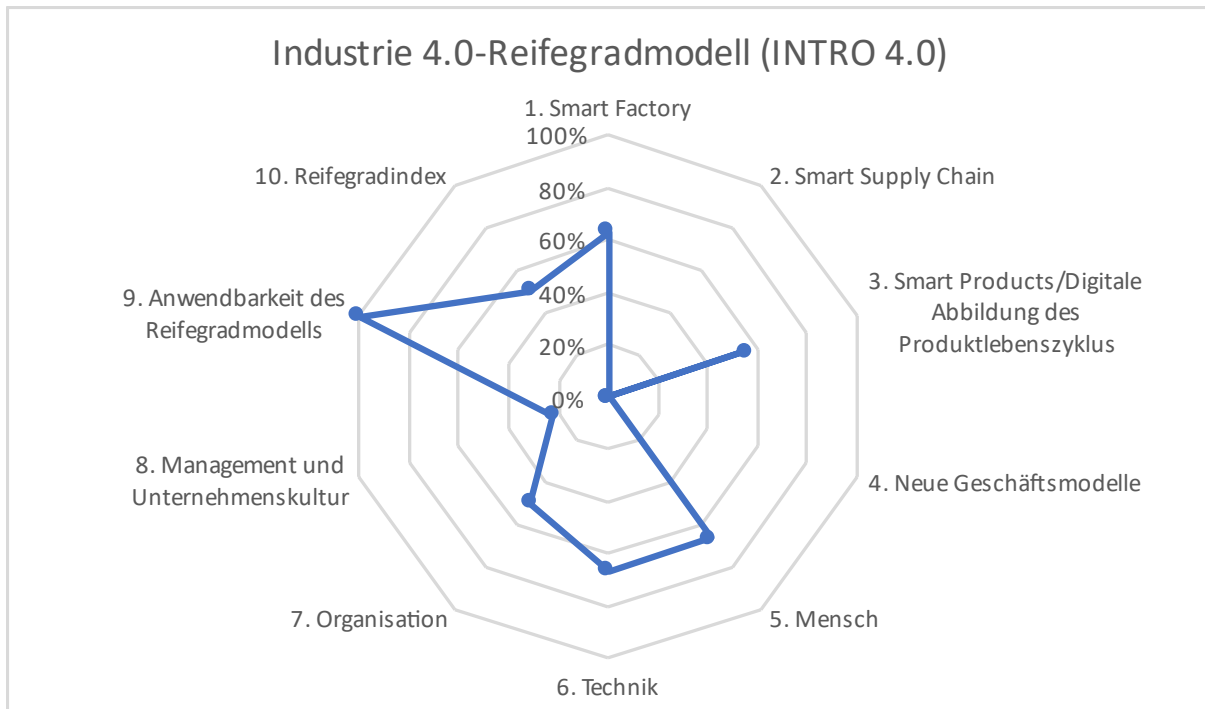 Industrie 4.0-Reifegradmodell (INTRO 4.0)
1. Smart Factory
100%
10. Reifegradindex
2. Smart Supply Chain
80%
60%
9. Anwendbarkeit des
Reifegradmodells
3. Smart Products/Digitale
Abbildung des
Produktlebenszyklus
40%
20%
0%
8. Management und
Unternehmenskultur
4. Neue Geschäftsmodelle
7. Organisation
5. Mensch
6. Technik